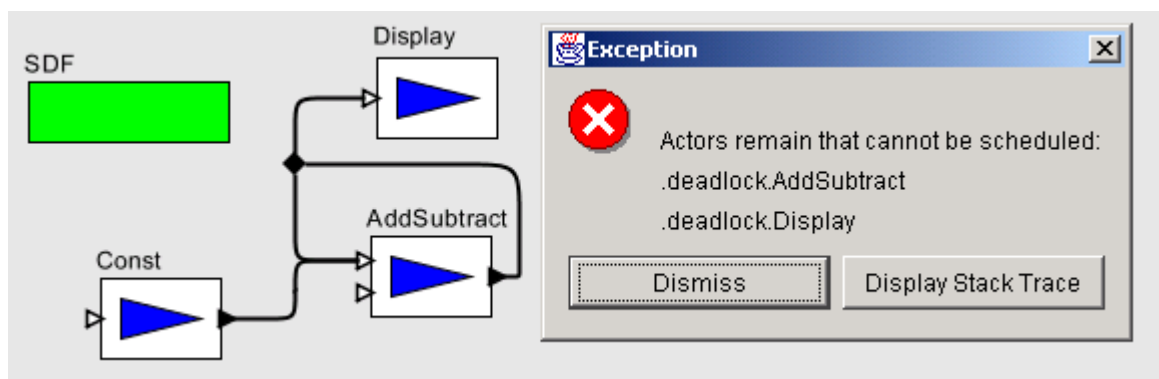 SDF
Display
AddSubtract
Const
Exception
Actors remain that cannot be scheduled:
.deadlock.AddSubtract
.deadlock.Display
Dismiss
Display Stack Trace